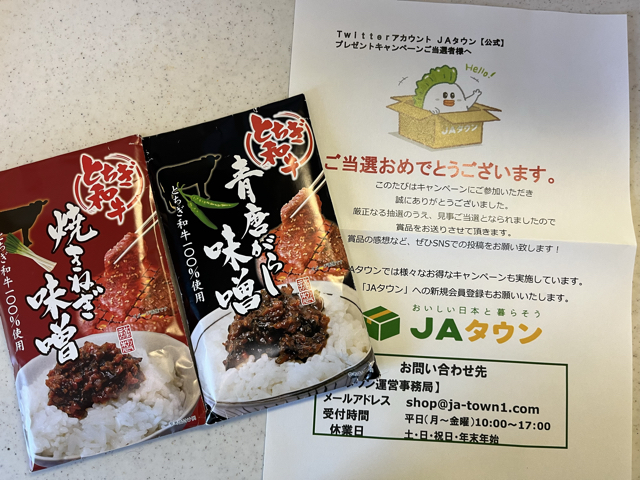 Twitterアカウント JAタウン【公式】
プレゼントキャンペーンご当選者様へ
Hello!
JAタウン
ご当選おめでとうございます。
このたびはキャンペーンにご参加いただき
誠にありがとうございました。
厳正なる抽選のうえ、見事ご当選となられましたので
賞品をお送りさせて頂きます。
賞品の感想など、ぜひSNSでの投稿をお願い致します!
JAタウンでは様々なお得なキャンペーンも実施しています。
「JAタウン」への新規会員登録もお願いいたします。
おいしい日本と暮らそう
JAタウン
お問い合わせ先
運営事務局】
メールアドレス shop@ja-town1.com
受付時間 平日(月~金曜)10:00~17:00
休業日 土・日・祝日・年末年始
とちぎ和牛
青唐がらし味噌
とちぎ和牛一〇〇%使用
とちぎ和牛
焼きねぎ味噌
とちぎ和牛一〇〇%使用